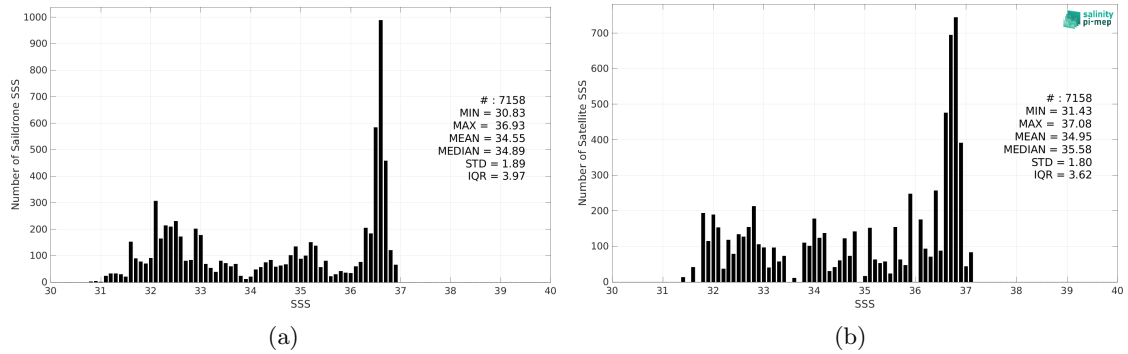 1000
900
800
700
600
500
400
300
200
100
0
Number of Saildrone SSS
# : 7158
MIN = 30.83
MAX = 36.93
MEAN = 34.55
MEDIAN = 34.89
STD = 1.89
IQR = 3.97
30 31 32 33 34 35 36 37 38 39 40
SSS
(a)
salinity
pi-mep
700
600
500
400
300
200
100
0
Number of Satellite SSS
# : 7158
MIN = 31.43
MAX = 37.08
MEAN = 34.95
MEDIAN = 35.58
STD = 1.80
IQR = 3.62
30 31 32 33 34 35 36 37 38 39 40
SSS
(b)